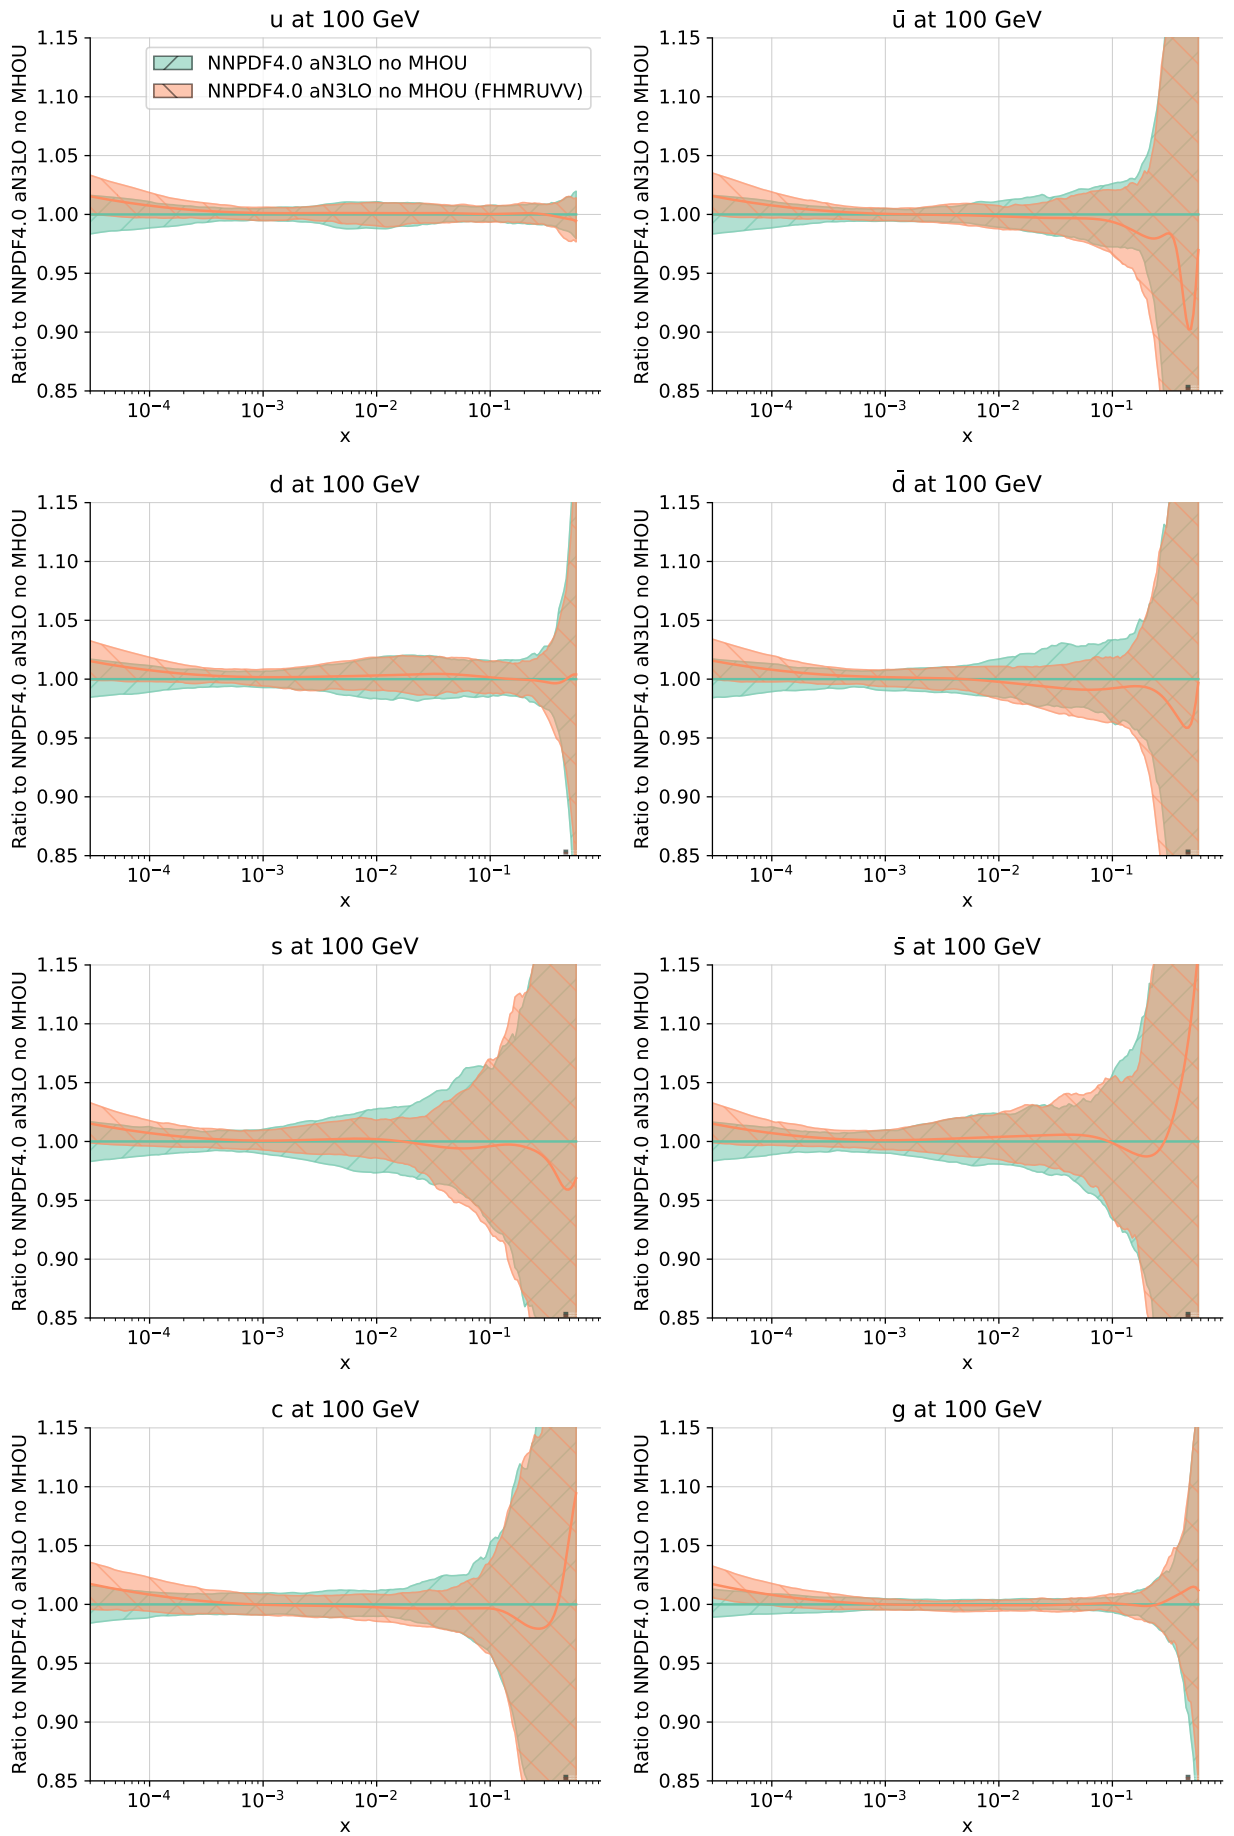 u at 100 GeV
Ratio to NNPDF4.0 aN3LO no MHOU
1.15
1.10
1.05
1.00
0.95
0.90
0.85
NNPDF4.0 aN3LO no MHOU
NNPDF4.0 aN3LO no MHOU (FHMRUVV)
10⁻⁴ 10⁻³ 10⁻² 10⁻¹
x
ū at 100 GeV
Ratio to NNPDF4.0 aN3LO no MHOU
1.15
1.10
1.05
1.00
0.95
0.90
0.85
10⁻⁴ 10⁻³ 10⁻² 10⁻¹
x
d at 100 GeV
Ratio to NNPDF4.0 aN3LO no MHOU
1.15
1.10
1.05
1.00
0.95
0.90
0.85
10⁻⁴ 10⁻³ 10⁻² 10⁻¹
x
d̄ at 100 GeV
Ratio to NNPDF4.0 aN3LO no MHOU
1.15
1.10
1.05
1.00
0.95
0.90
0.85
10⁻⁴ 10⁻³ 10⁻² 10⁻¹
x
s at 100 GeV
Ratio to NNPDF4.0 aN3LO no MHOU
1.15
1.10
1.05
1.00
0.95
0.90
0.85
10⁻⁴ 10⁻³ 10⁻² 10⁻¹
x
s̄ at 100 GeV
Ratio to NNPDF4.0 aN3LO no MHOU
1.15
1.10
1.05
1.00
0.95
0.90
0.85
10⁻⁴ 10⁻³ 10⁻² 10⁻¹
x
c at 100 GeV
Ratio to NNPDF4.0 aN3LO no MHOU
1.15
1.10
1.05
1.00
0.95
0.90
0.85
10⁻⁴ 10⁻³ 10⁻² 10⁻¹
x
g at 100 GeV
Ratio to NNPDF4.0 aN3LO no MHOU
1.15
1.10
1.05
1.00
0.95
0.90
0.85
10⁻⁴ 10⁻³ 10⁻² 10⁻¹
x